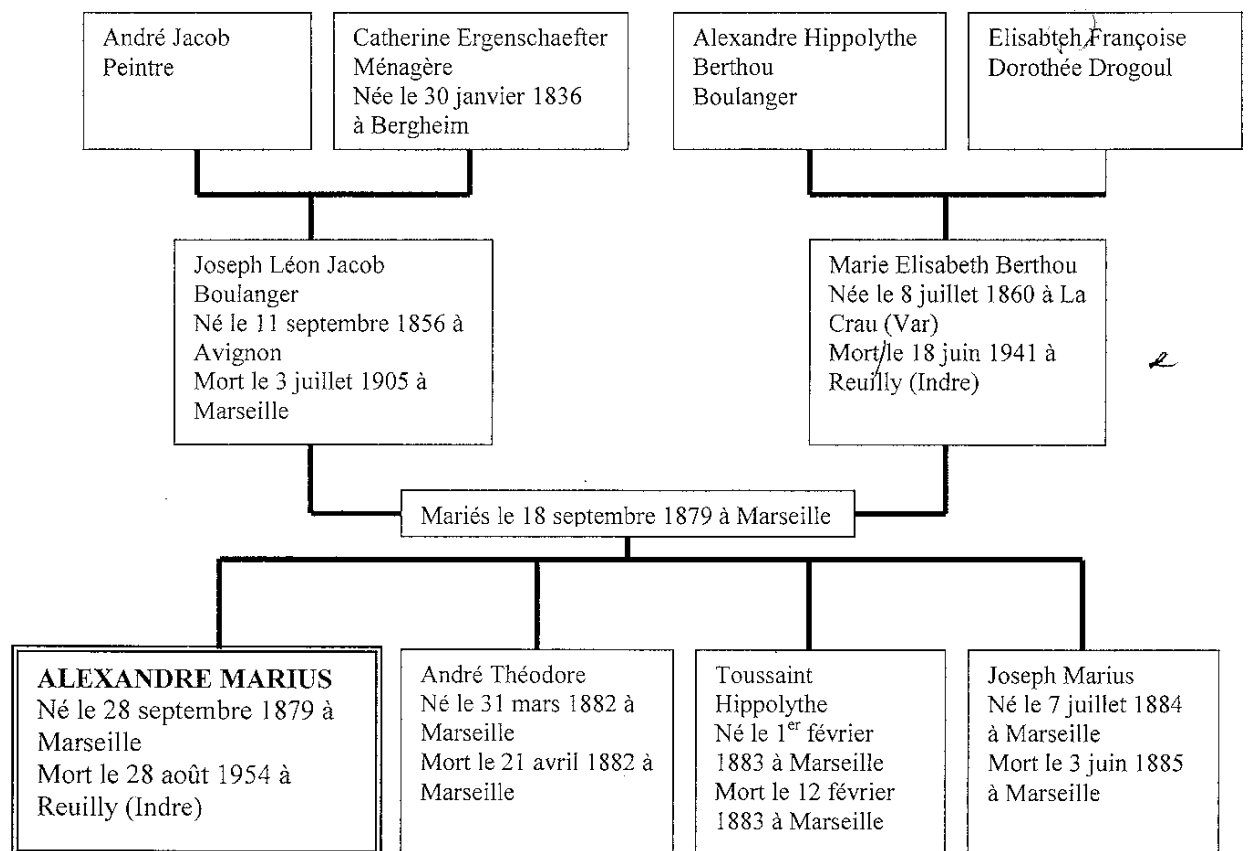 André Jacob
Peintre
Catherine Ergenschaefter
Ménagère
Née le 30 janvier 1836
à Bergheim
Alexandre Hippolythe
Berthou
Boulanger
Elisabteh Françoise
Dorothée Drogoul
Joseph Léon Jacob
Boulanger
Né le 11 septembre 1856 à
Avignon
Mort le 3 juillet 1905 à
Marseille
Marie Elisabeth Berthou
Née le 8 juillet 1860 à La
Crau (Var)
Mort le 18 juin 1941 à
Reuilly (Indre)
e
Mariés le 18 septembre 1879 à Marseille
ALEXANDRE MARIUS
Né le 28 septembre 1879 à
Marseille
Mort le 28 août 1954 à
Reuilly (Indre)
André Théodore
Né le 31 mars 1882 à
Marseille
Mort le 21 avril 1882 à
Marseille
Toussaint
Hippolythe
Né le 1er février
1883 à Marseille
Mort le 12 février
1883 à Marseille
Joseph Marius
Né le 7 juillet 1884
à Marseille
Mort le 3 juin 1885
à Marseille